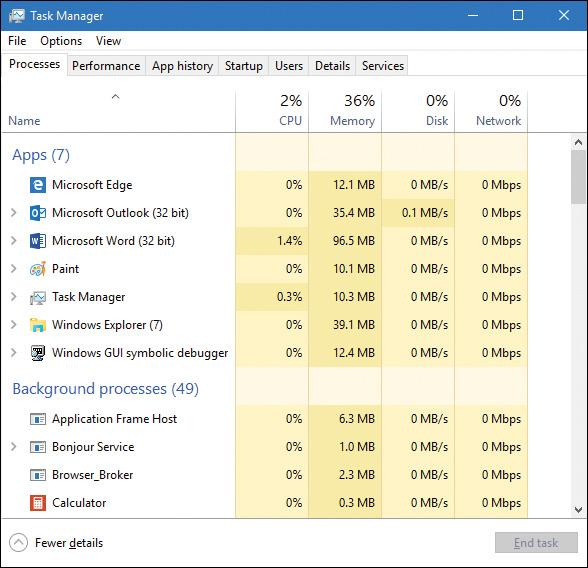 Task Manager
File Options View
Processes Performance App history Startup Users Details Services
2% 36% 0% 0%
Name CPU Memory Disk Network
Apps (7)
Microsoft Edge 0% 12.1 MB 0 MB/s 0 Mbps
Microsoft Outlook (32 bit) 0% 35.4 MB 0.1 MB/s 0 Mbps
Microsoft Word (32 bit) 1.4% 96.5 MB 0 MB/s 0 Mbps
Paint 0% 10.1 MB 0 MB/s 0 Mbps
Task Manager 0.3% 10.3 MB 0 MB/s 0 Mbps
Windows Explorer (7) 0% 39.1 MB 0 MB/s 0 Mbps
Windows GUI symbolic debugger 0% 12.4 MB 0 MB/s 0 Mbps
Background processes (49)
Application Frame Host 0% 6.3 MB 0 MB/s 0 Mbps
Bonjour Service 0% 1.0 MB 0 MB/s 0 Mbps
Browser_Broker 0% 2.3 MB 0 MB/s 0 Mbps
Calculator 0% 0.3 MB 0 MB/s 0 Mbps
Fewer details End task